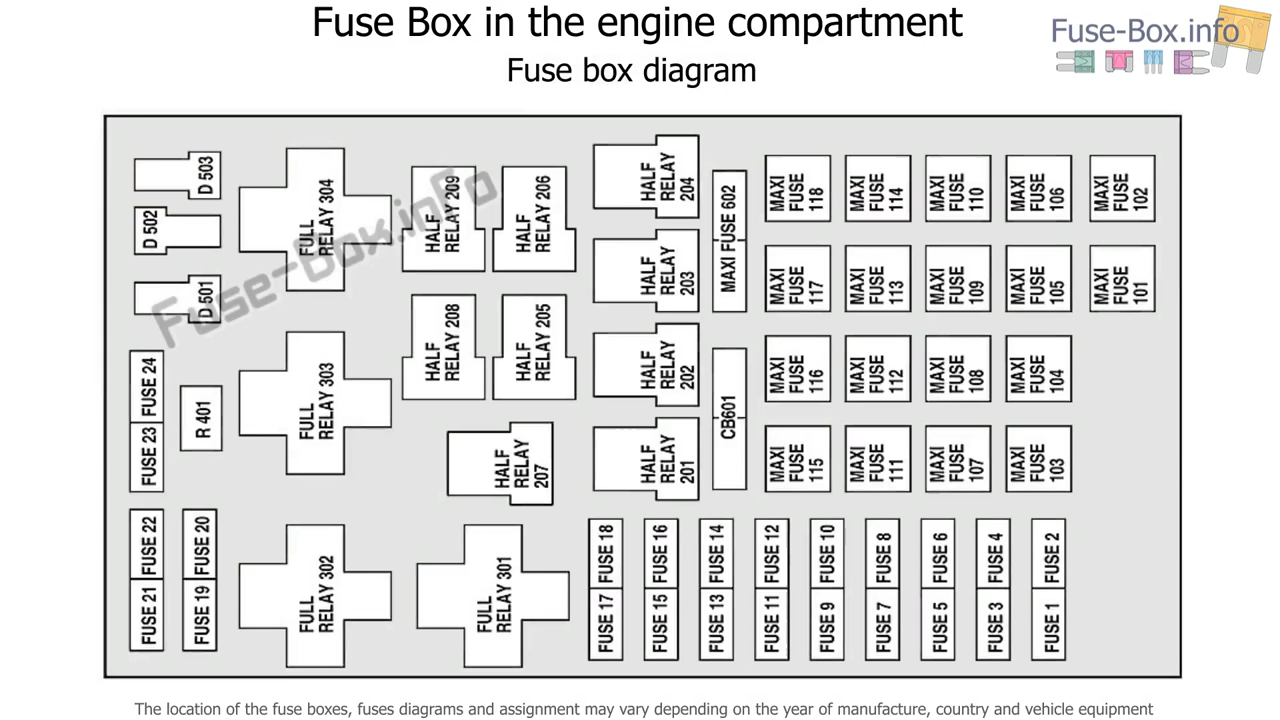 Fuse Box in the engine compartment
Fuse-Box.info
Fuse box diagram
D 503
D 502
D 501
FULL
RELAY 304
HALF
RELAY 209
HALF
RELAY 206
HALF
RELAY
204
MAXI FUSE 602
MAXI
FUSE
118
MAXI
FUSE
114
MAXI
FUSE
110
MAXI
FUSE
106
MAXI
FUSE
102
Fuse-Box.info
HALF
RELAY
203
MAXI
FUSE
117
MAXI
FUSE
113
MAXI
FUSE
109
MAXI
FUSE
105
MAXI
FUSE
101
FUSE 24
FUSE 23
R 401
FULL
RELAY 303
HALF
RELAY 208
HALF
RELAY 205
HALF
RELAY
202
CB601
MAXI
FUSE
116
MAXI
FUSE
112
MAXI
FUSE
108
MAXI
FUSE
104
HALF
RELAY
207
HALF
RELAY
201
MAXI
FUSE
115
MAXI
FUSE
111
MAXI
FUSE
107
MAXI
FUSE
103
FUSE 22
FUSE 20
FUSE 21
FUSE 19
FULL
RELAY 302
FULL
RELAY 301
FUSE 18
FUSE 16
FUSE 14
FUSE 12
FUSE 10
FUSE 8
FUSE 6
FUSE 4
FUSE 2
FUSE 17
FUSE 15
FUSE 13
FUSE 11
FUSE 9
FUSE 7
FUSE 5
FUSE 3
FUSE 1
The location of the fuse boxes, fuses diagrams and assignment may vary depending on the year of manufacture, country and vehicle equipment